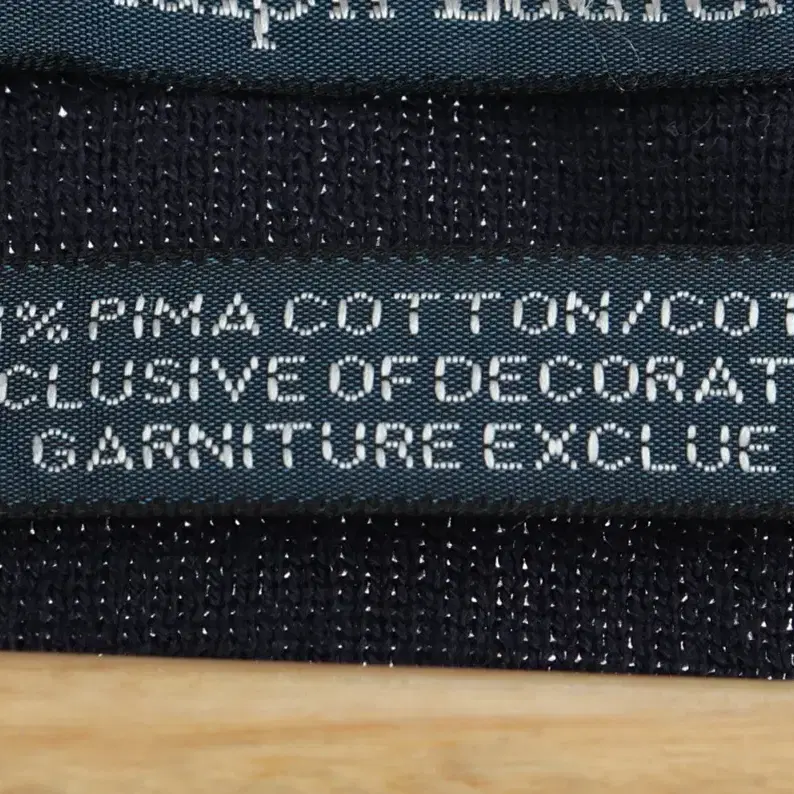 % PIMA COTTON/COT
CLUSIVE OF DECORAT
GARNITURE EXCLUE